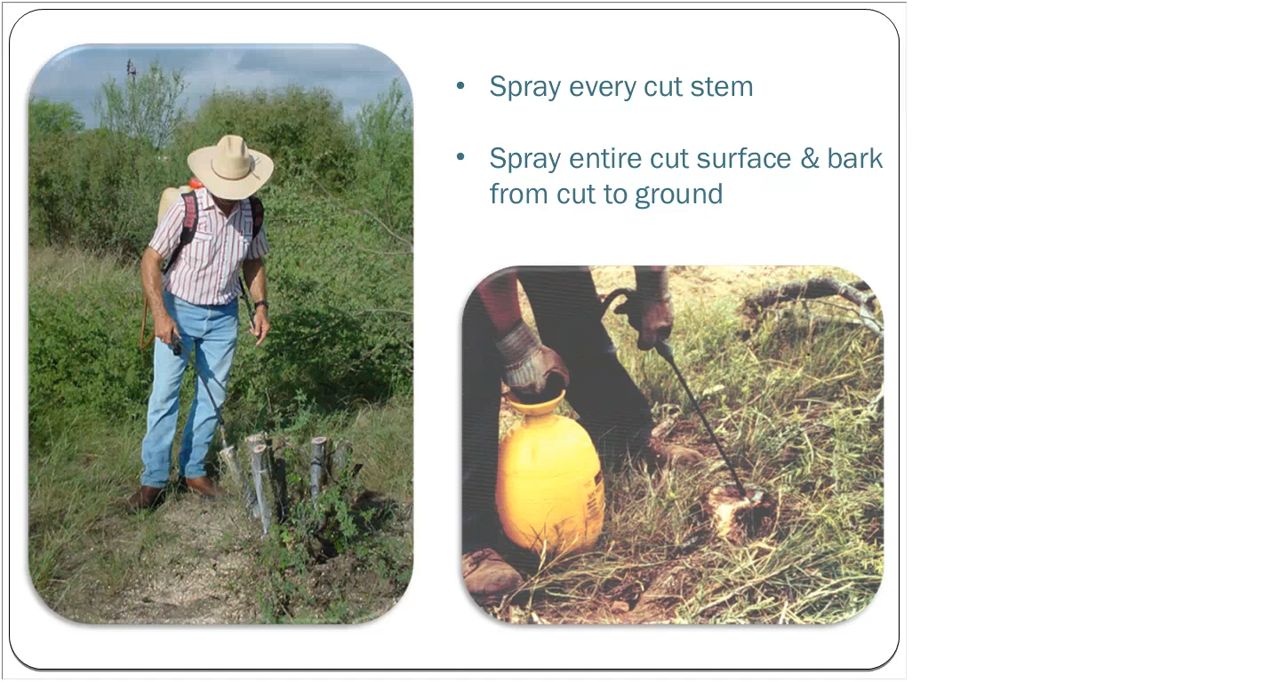 • Spray every cut stem
• Spray entire cut surface & bark
from cut to ground